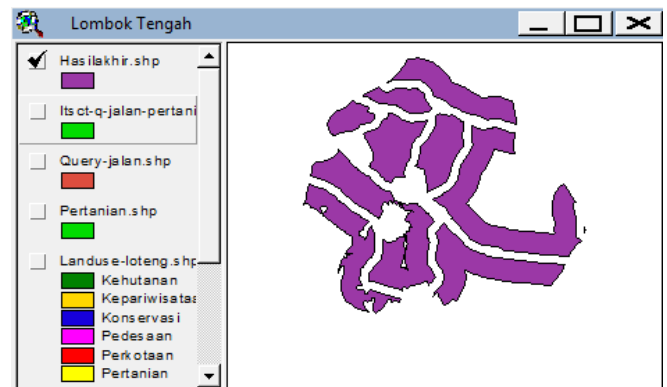 Lombok Tengah
Hasilakhir.shp
Itsct-q-jalan-pertani
Query-jalan.shp
Pertanian.shp
Landuse-loteng.shp
Kehutanan
Kepariwisataa
Konservasi
Pedesaan
Perkotaan
Pertanian